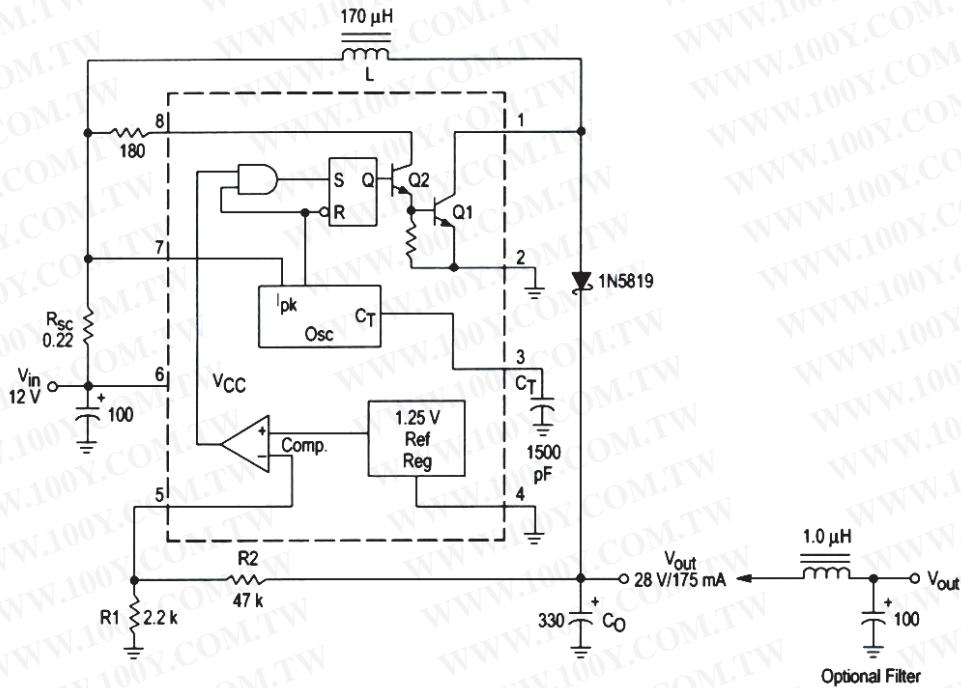 170 μH
L
8
1
180
S
Q
Q2
R
Q1
7
2
1N5819
Ipk
CT
Osc
Rsc
0.22
3
CT
Vin
12 V
6
VCC
+
100
1.25 V
Ref
Reg
+
Comp.
–
1500
pF
5
4
1.0 μH
R2
Vout
28 V/175 mA
Vout
47 k
R1
2.2 k
330
+
CO
+
100
Optional Filter
WWW.100Y.COM.TW